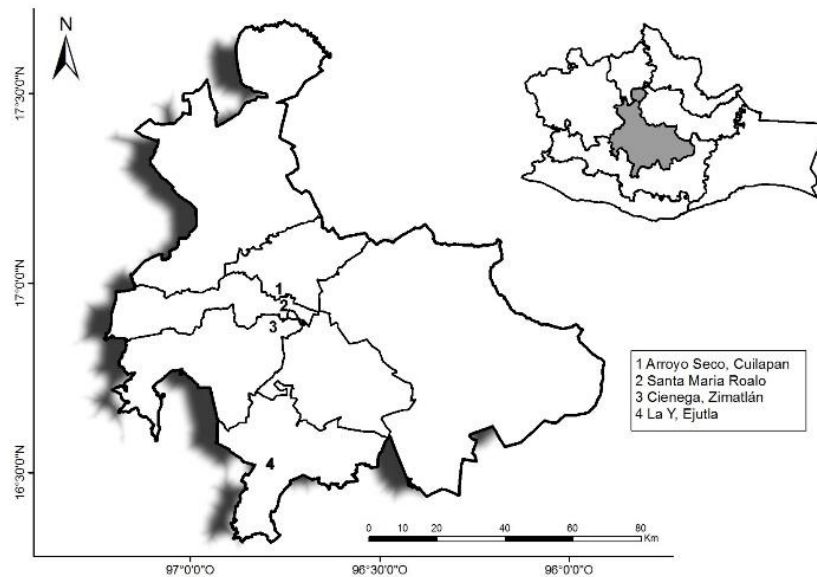 N
17°30'0"N
17°0'0"N
16°30'0"N
1
2
3
4
1 Arroyo Seco, Cuilapan
2 Santa Maria Roalo
3 Cienega, Zimatlán
4 La Y, Ejutla
0 10 20 40 60 80
Km
97°0'0"O 96°30'0"O 96°0'0"O